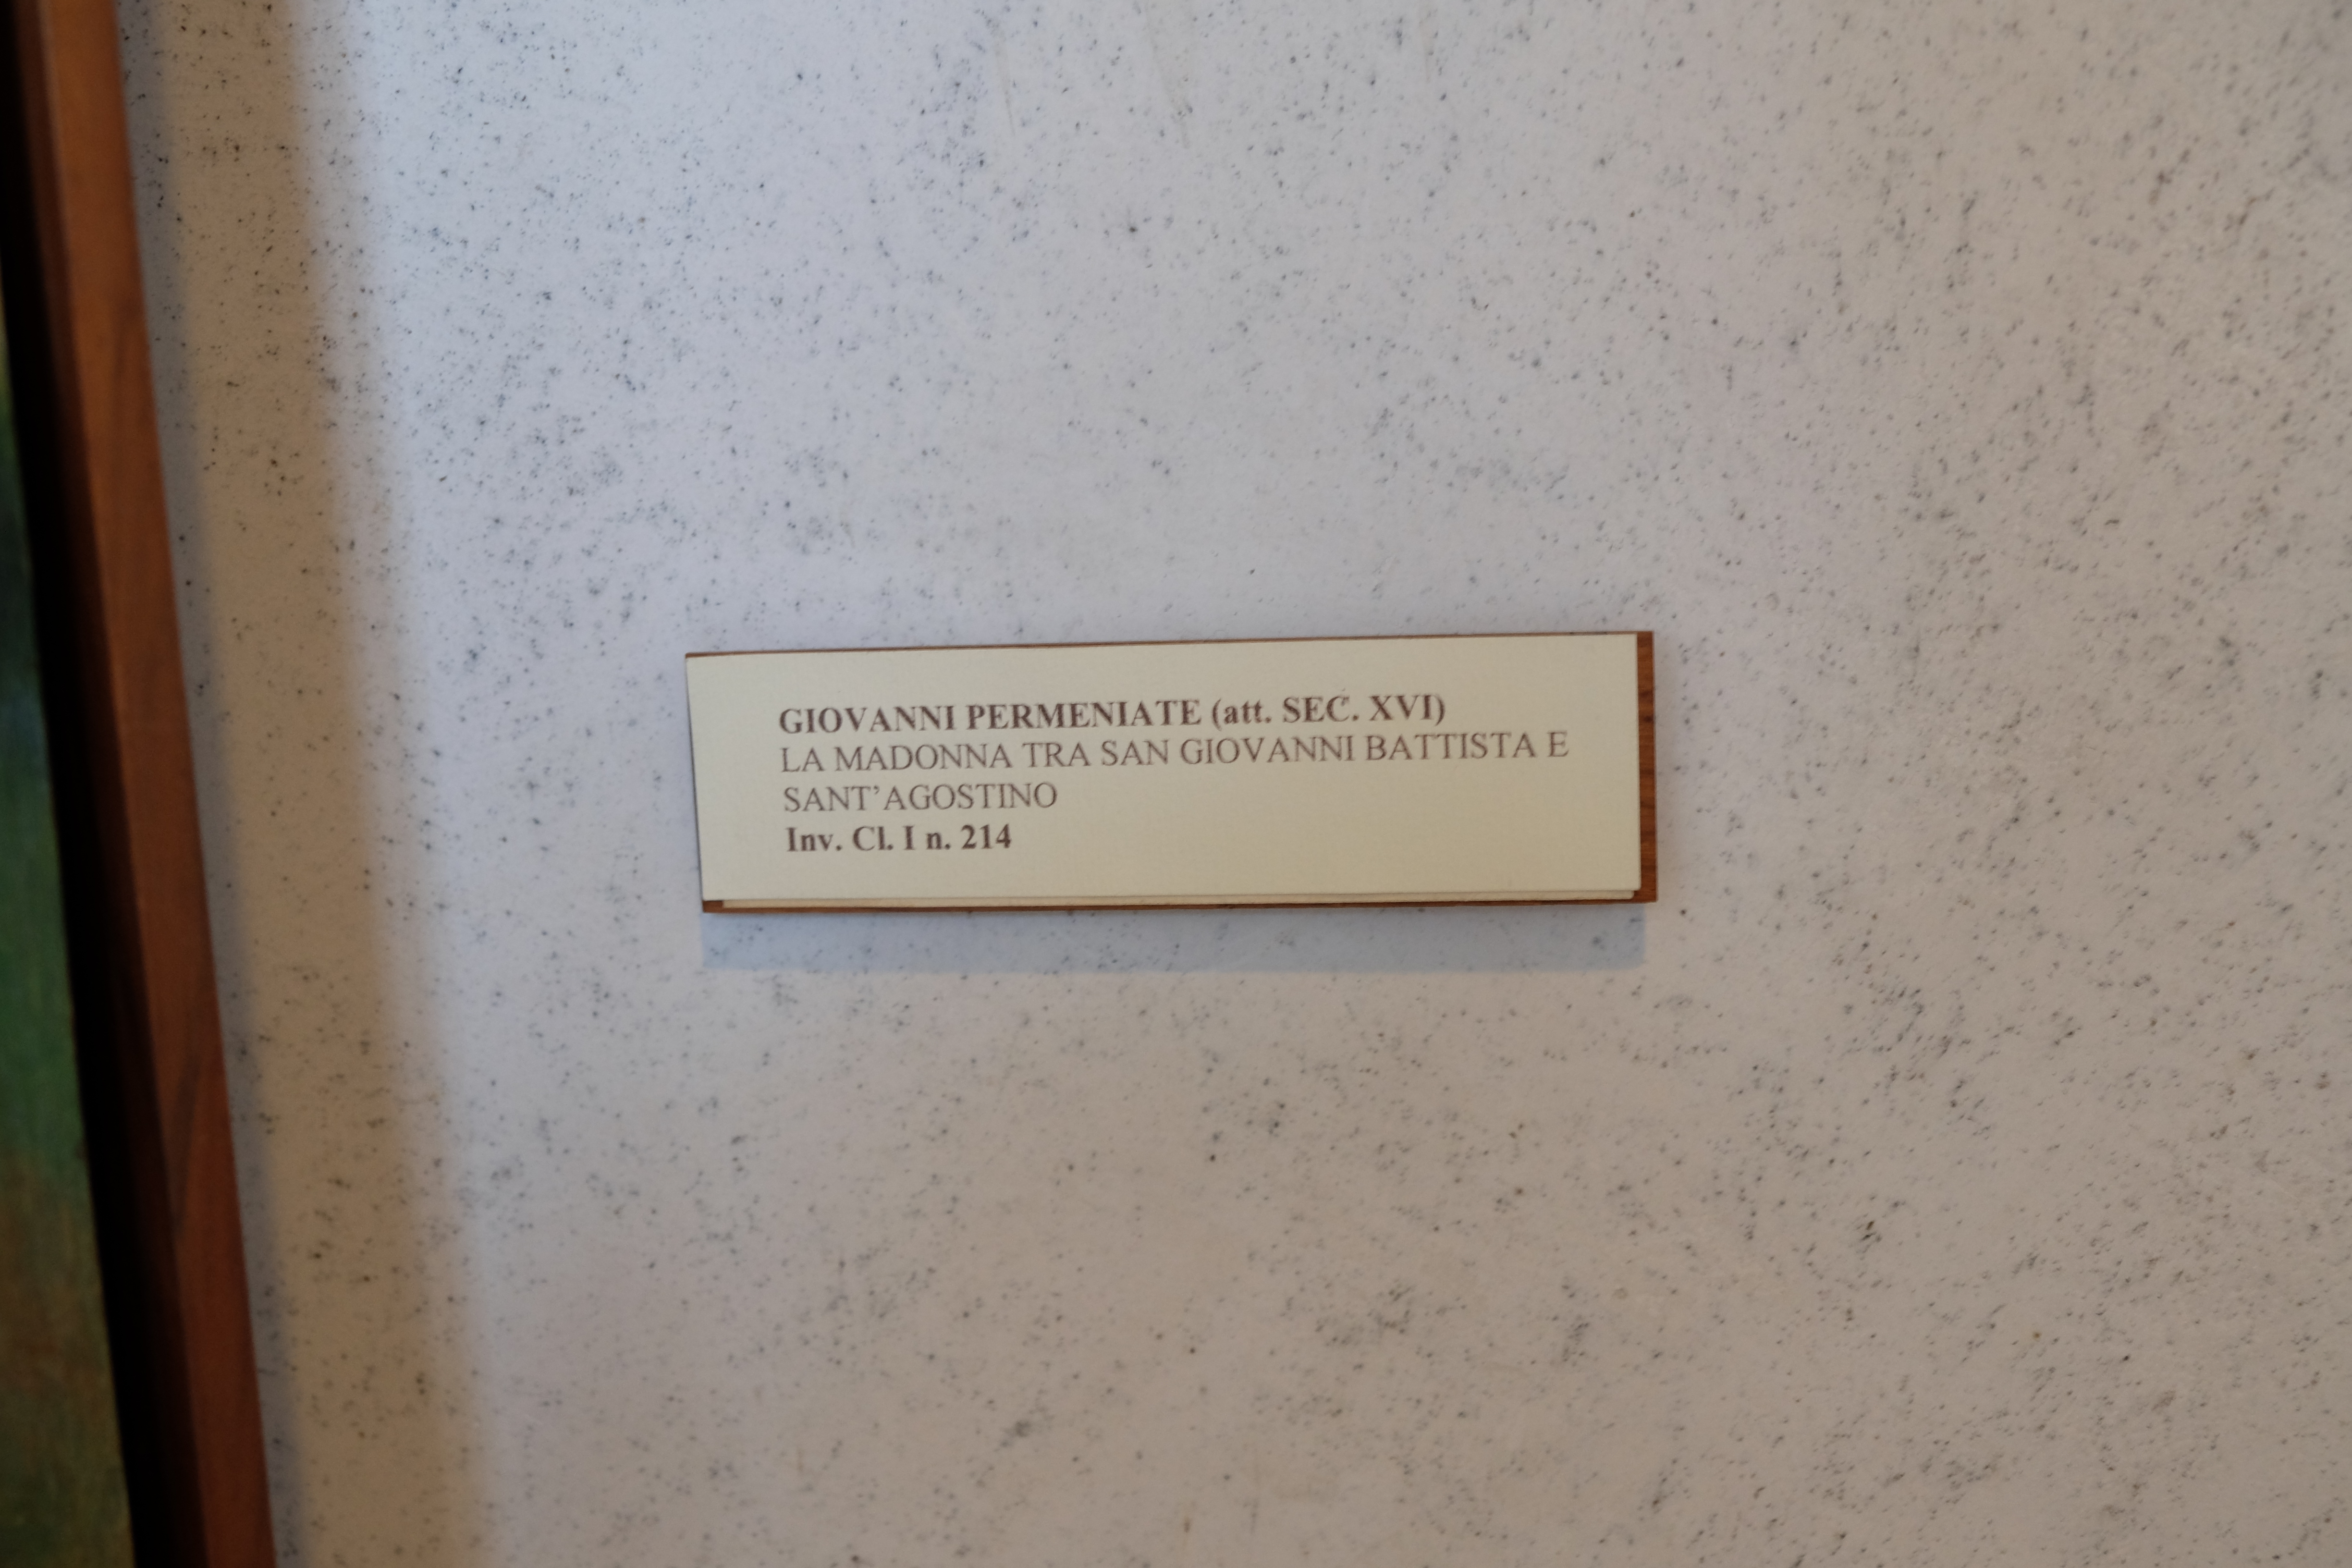 GIOVANNI PERMENIATE (att. SEC. XVI)
LA MADONNA TRA SAN GIOVANNI BATTISTA E
SANT'AGOSTINO
Inv. Cl. I n. 214